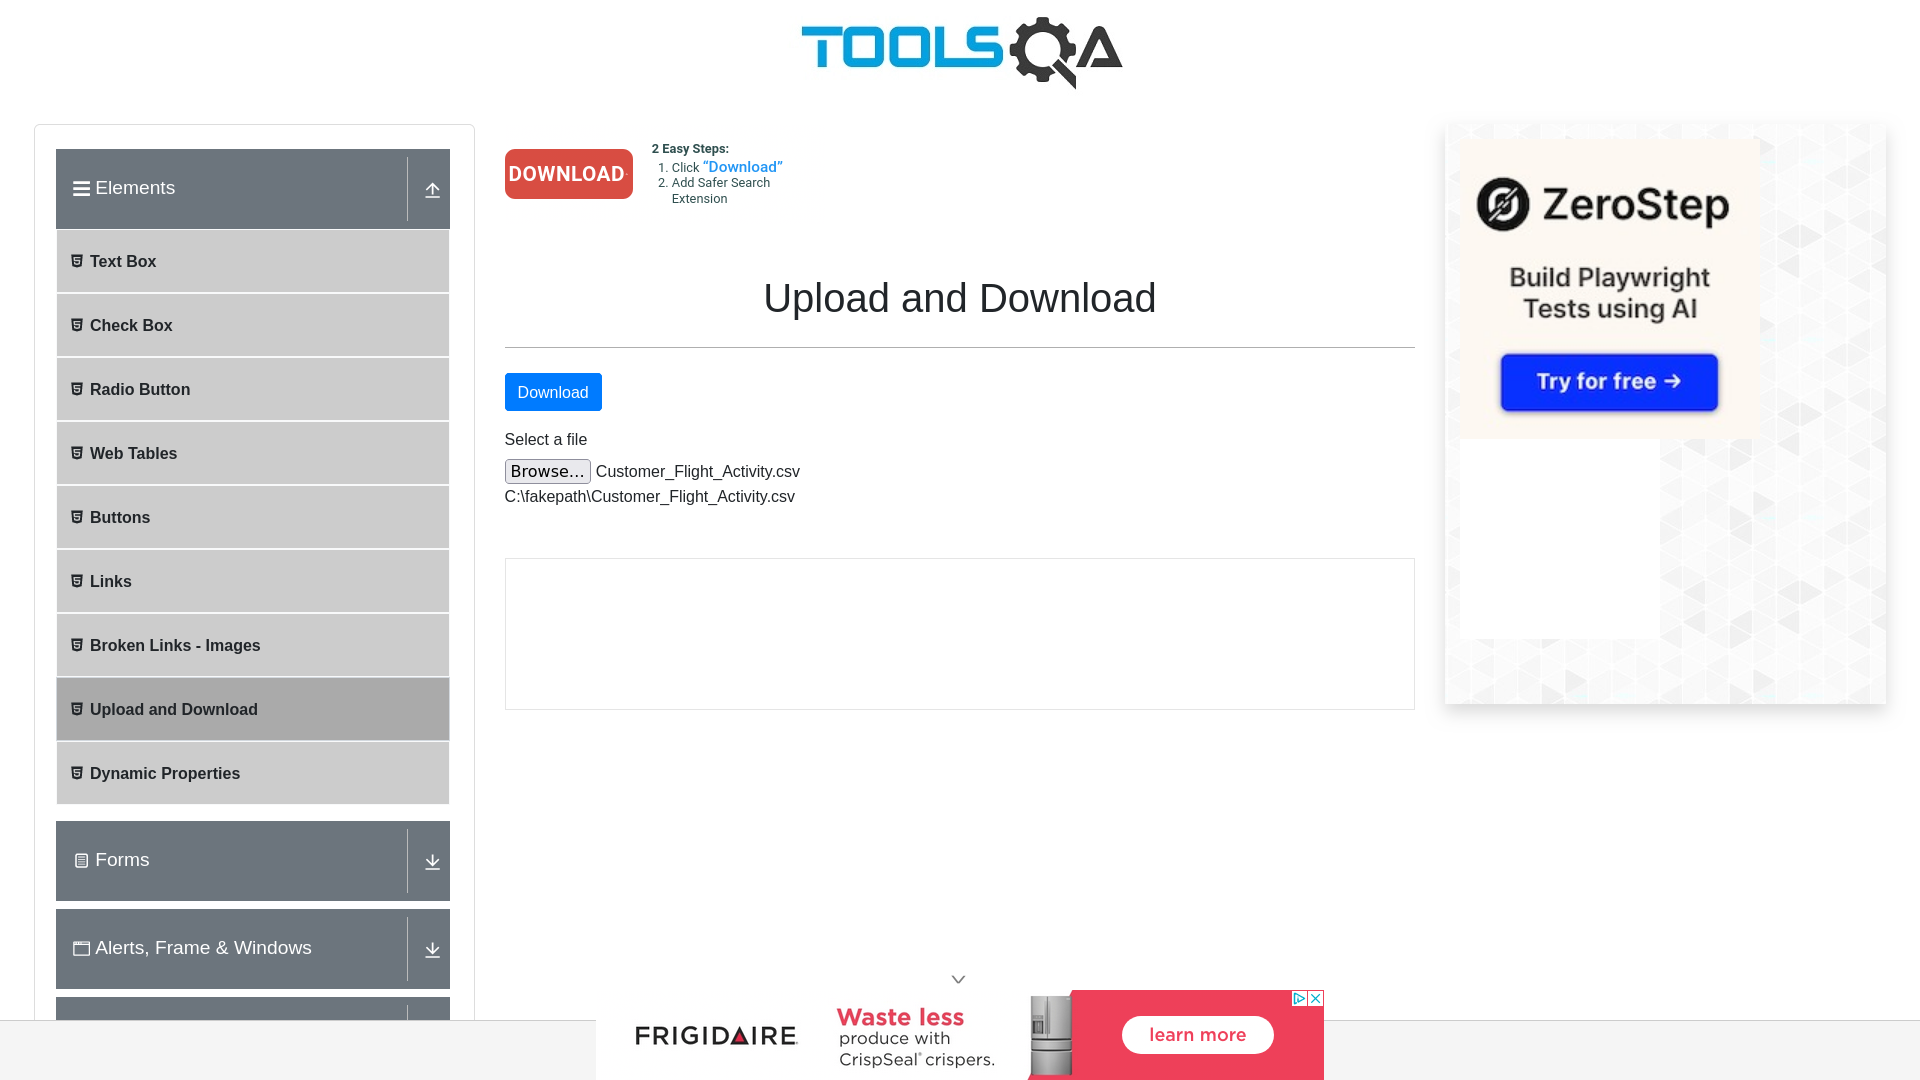 TOOLSQA
Elements
Text Box
Check Box
Radio Button
Web Tables
Buttons
Links
Broken Links - Images
Upload and Download
Dynamic Properties
Forms
Alerts, Frame & Windows
DOWNLOAD
2 Easy Steps:
1. Click “Download”
2. Add Safer Search
Extension
Upload and Download
Download
Select a file
Browse... Customer_Flight_Activity.csv
C:\fakepath\Customer_Flight_Activity.csv
ZeroStep
Build Playwright
Tests using AI
Try for free →
FRIGIDAIRE
Waste less
produce with
CrispSeal® crispers.
learn more